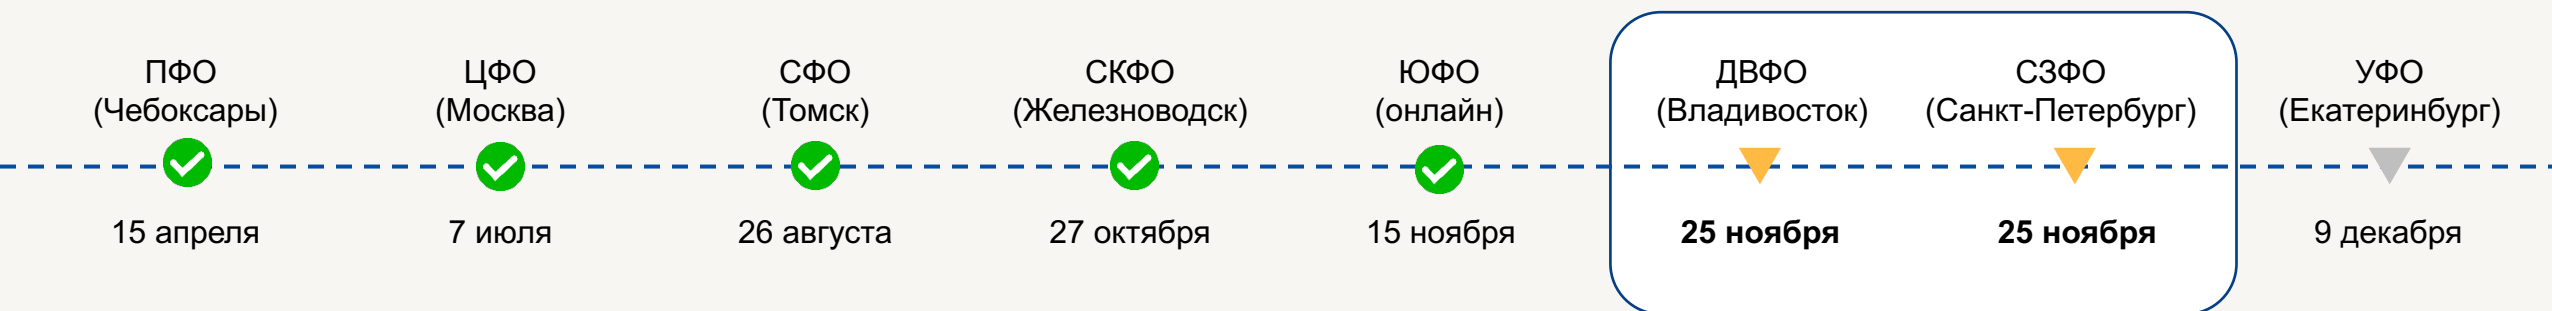 ПФО
(Чебоксары)
15 апреля
ЦФО
(Москва)
7 июля
СФО
(Томск)
26 августа
СКФО
(Железноводск)
27 октября
ЮФО
(онлайн)
15 ноября
ДВФО
(Владивосток)
25 ноября
СЗФО
(Санкт-Петербург)
25 ноября
УФО
(Екатеринбург)
9 декабря